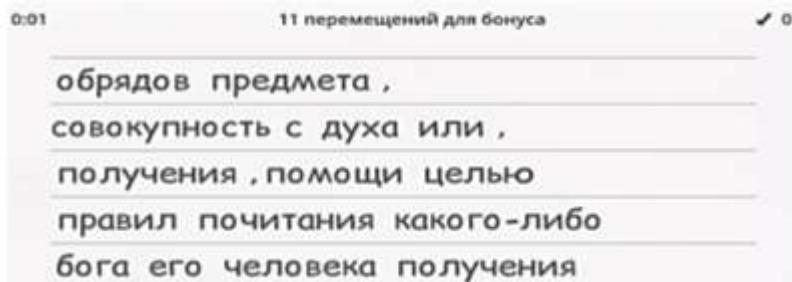 0:01 11 перемещений для бонуса ✓ 0
обрядов предмета ,
совокупность с духа или ,
получения , помощи целью
правил почитания какого-либо
бога его человека получения